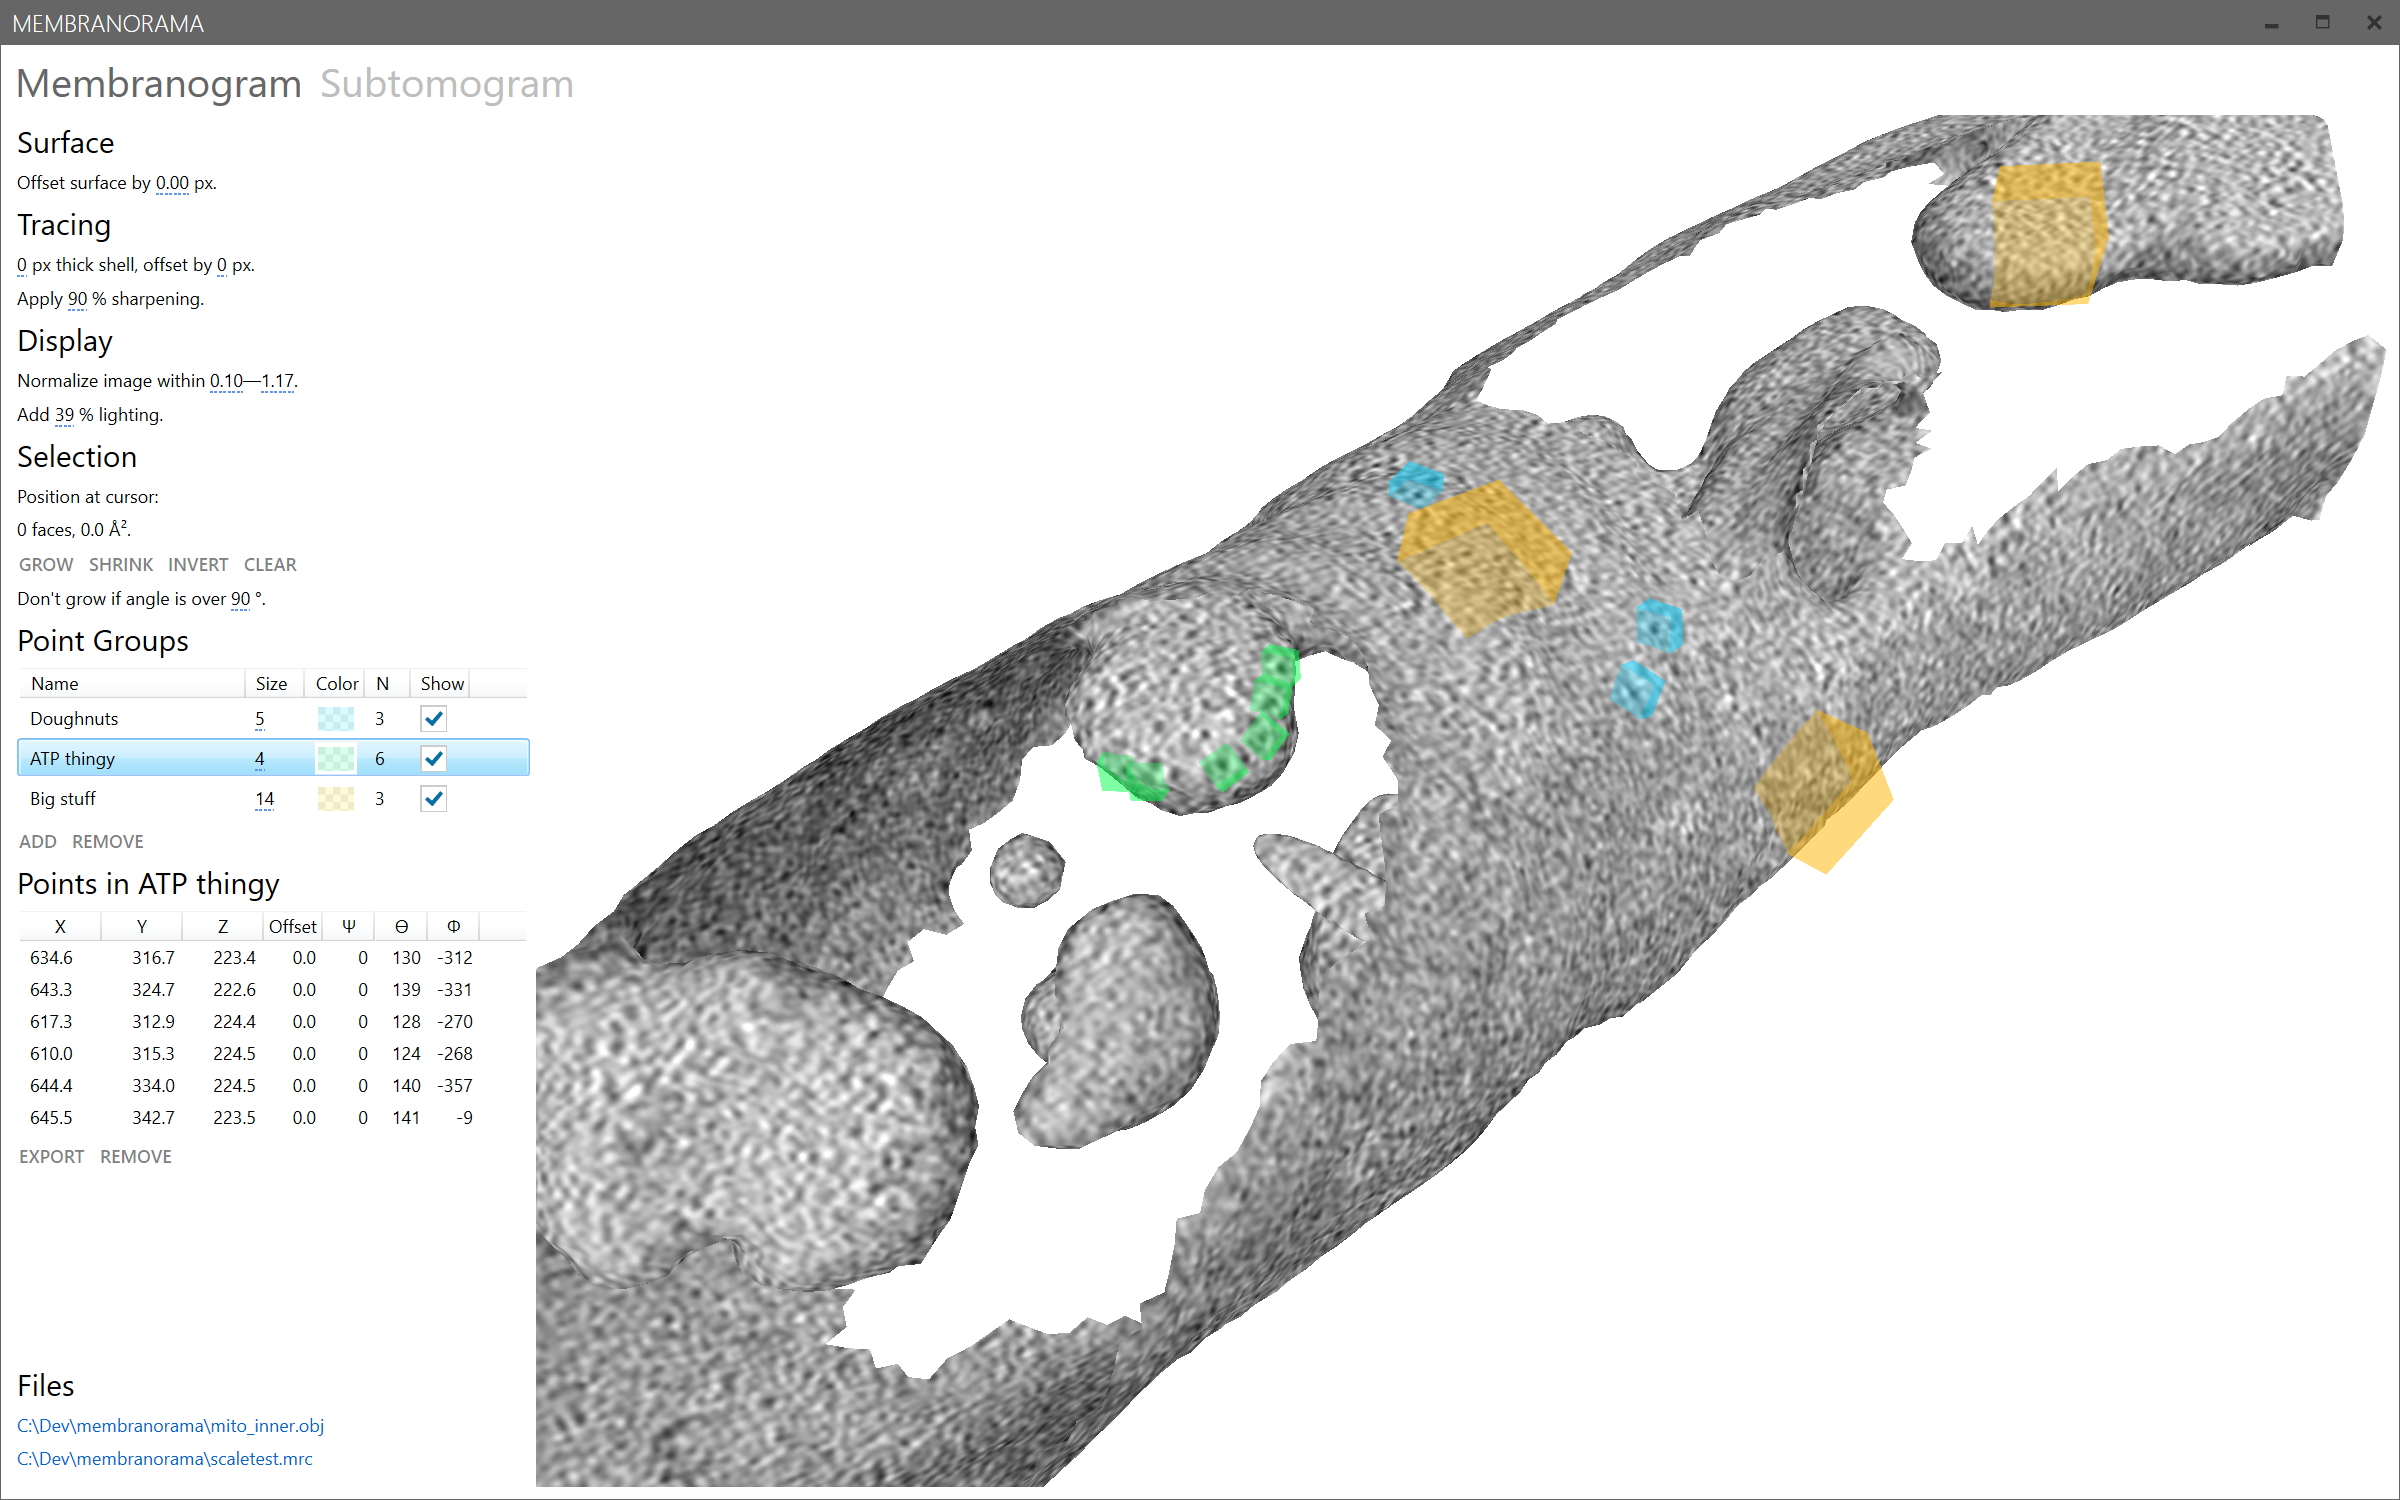 MEMBRANORAMA
Membranogram Subtomogram
Surface
Offset surface by 0.00 px.
Tracing
0 px thick shell, offset by 0 px.
Apply 90 % sharpening.
Display
Normalize image within 0.10—1.17.
Add 39 % lighting.
Selection
Position at cursor:
0 faces, 0.0 Å².
GROW SHRINK INVERT CLEAR
Don't grow if angle is over 90 °.
Point Groups
Name Size Color N Show
Doughnuts 5 3
ATP thingy 4 6
Big stuff 14 3
ADD REMOVE
Points in ATP thingy
X Y Z Offset Ψ Θ Φ
634.6 316.7 223.4 0.0 0 130 -312
643.3 324.7 222.6 0.0 0 139 -331
617.3 312.9 224.4 0.0 0 128 -270
610.0 315.3 224.5 0.0 0 124 -268
644.4 334.0 224.5 0.0 0 140 -357
645.5 342.7 223.5 0.0 0 141 -9
EXPORT REMOVE
Files
C:\Dev\membranorama\mito_inner.obj
C:\Dev\membranorama\scaletest.mrc